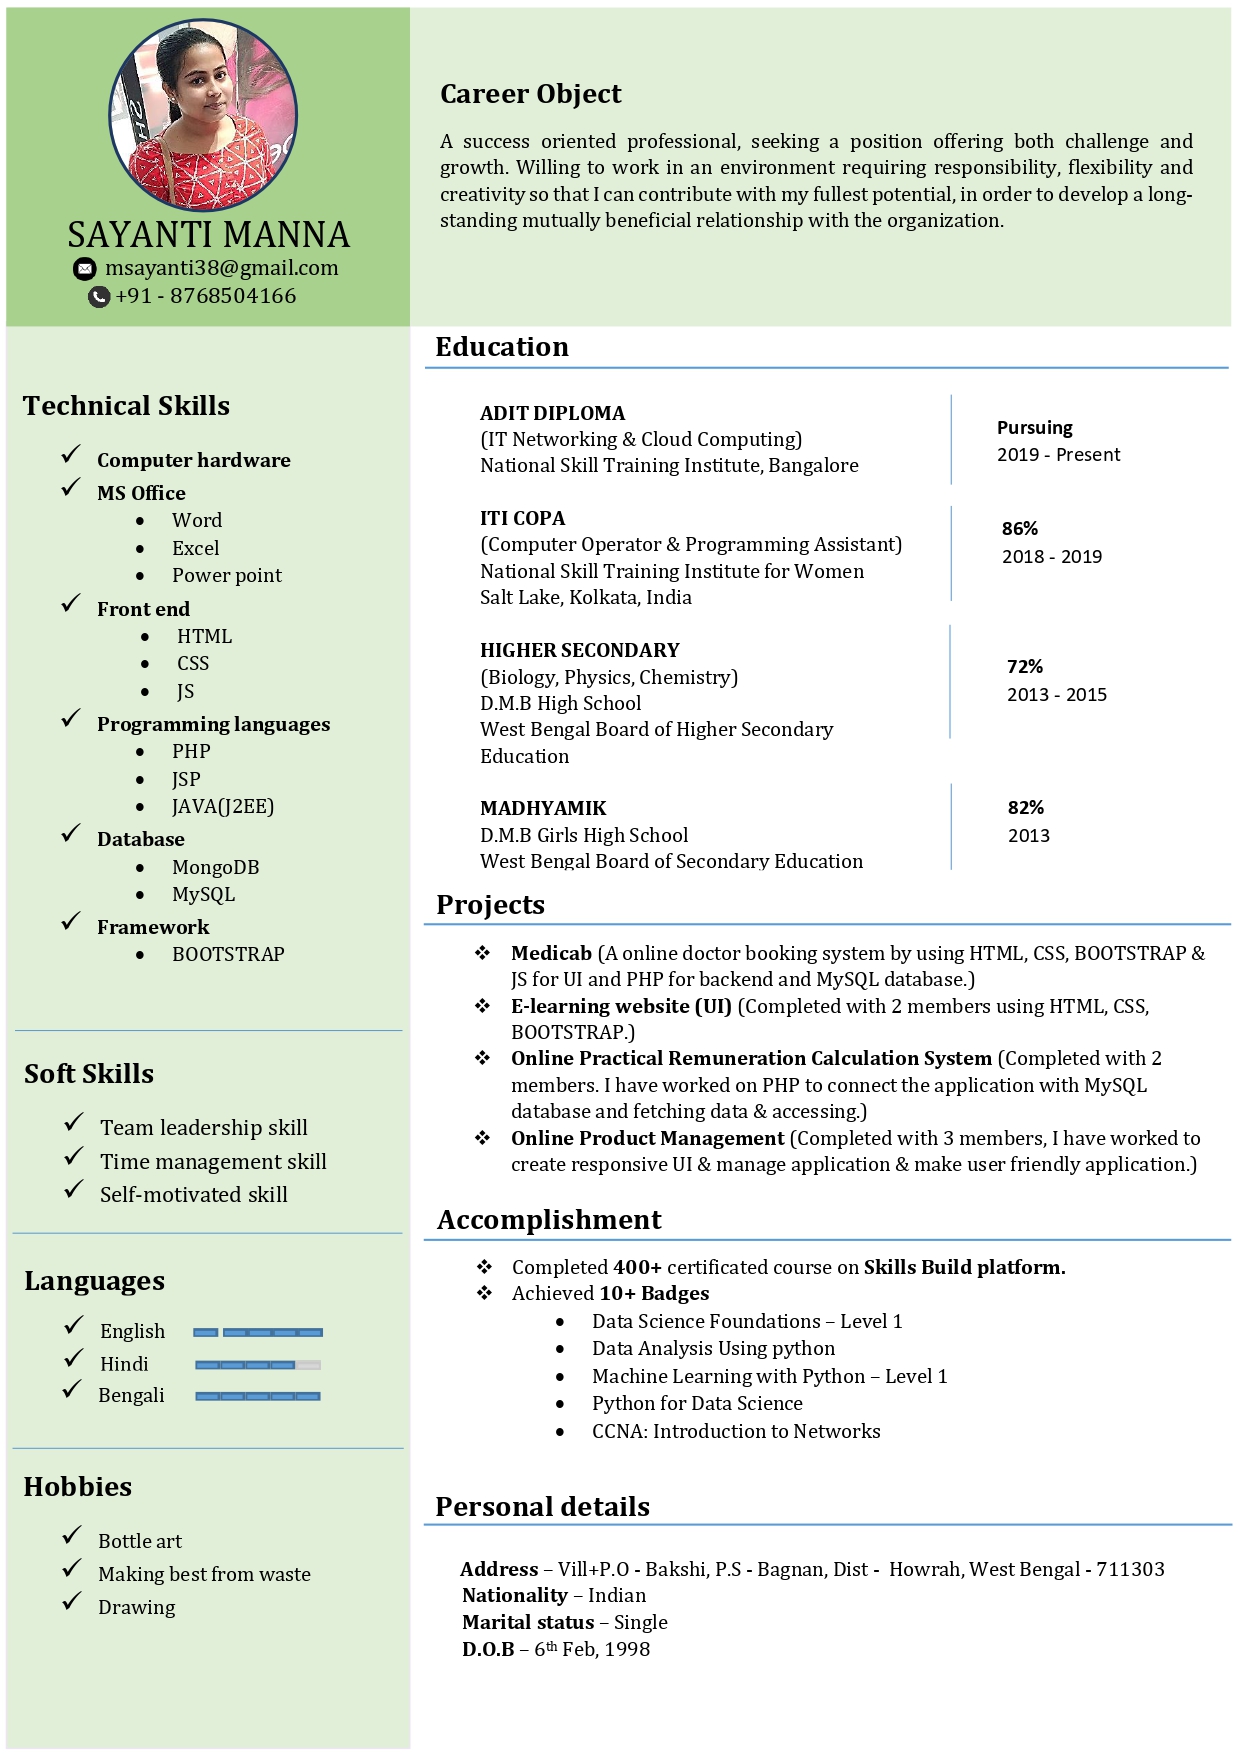 SAYANTI MANNA
msayanti38@gmail.com
+91 - 8768504166
Career Object
A success oriented professional, seeking a position offering both challenge and
growth. Willing to work in an environment requiring responsibility, flexibility and
creativity so that I can contribute with my fullest potential, in order to develop a long-
standing mutually beneficial relationship with the organization.
Technical Skills
✓ Computer hardware
✓ MS Office
• Word
• Excel
• Power point
✓ Front end
• HTML
• CSS
• JS
✓ Programming languages
• PHP
• JSP
• JAVA(J2EE)
✓ Database
• MongoDB
• MySQL
✓ Framework
• BOOTSTRAP
Soft Skills
✓ Team leadership skill
✓ Time management skill
✓ Self-motivated skill
Languages
✓ English
✓ Hindi
✓ Bengali
Hobbies
✓ Bottle art
✓ Making best from waste
✓ Drawing
Education
ADIT DIPLOMA
(IT Networking & Cloud Computing)
National Skill Training Institute, Bangalore
Pursuing
2019 - Present
ITI COPA
(Computer Operator & Programming Assistant)
National Skill Training Institute for Women
Salt Lake, Kolkata, India
86%
2018 - 2019
HIGHER SECONDARY
(Biology, Physics, Chemistry)
D.M.B High School
West Bengal Board of Higher Secondary
Education
72%
2013 - 2015
MADHYAMIK
D.M.B Girls High School
West Bengal Board of Secondary Education
82%
2013
Projects
❖ Medicab (A online doctor booking system by using HTML, CSS, BOOTSTRAP &
JS for UI and PHP for backend and MySQL database.)
❖ E-learning website (UI) (Completed with 2 members using HTML, CSS,
BOOTSTRAP.)
❖ Online Practical Remuneration Calculation System (Completed with 2
members. I have worked on PHP to connect the application with MySQL
database and fetching data & accessing.)
❖ Online Product Management (Completed with 3 members, I have worked to
create responsive UI & manage application & make user friendly application.)
Accomplishment
❖ Completed 400+ certificated course on Skills Build platform.
❖ Achieved 10+ Badges
• Data Science Foundations – Level 1
• Data Analysis Using python
• Machine Learning with Python – Level 1
• Python for Data Science
• CCNA: Introduction to Networks
Personal details
Address – Vill+P.O - Bakshi, P.S - Bagnan, Dist - Howrah, West Bengal - 711303
Nationality – Indian
Marital status – Single
D.O.B – 6th Feb, 1998